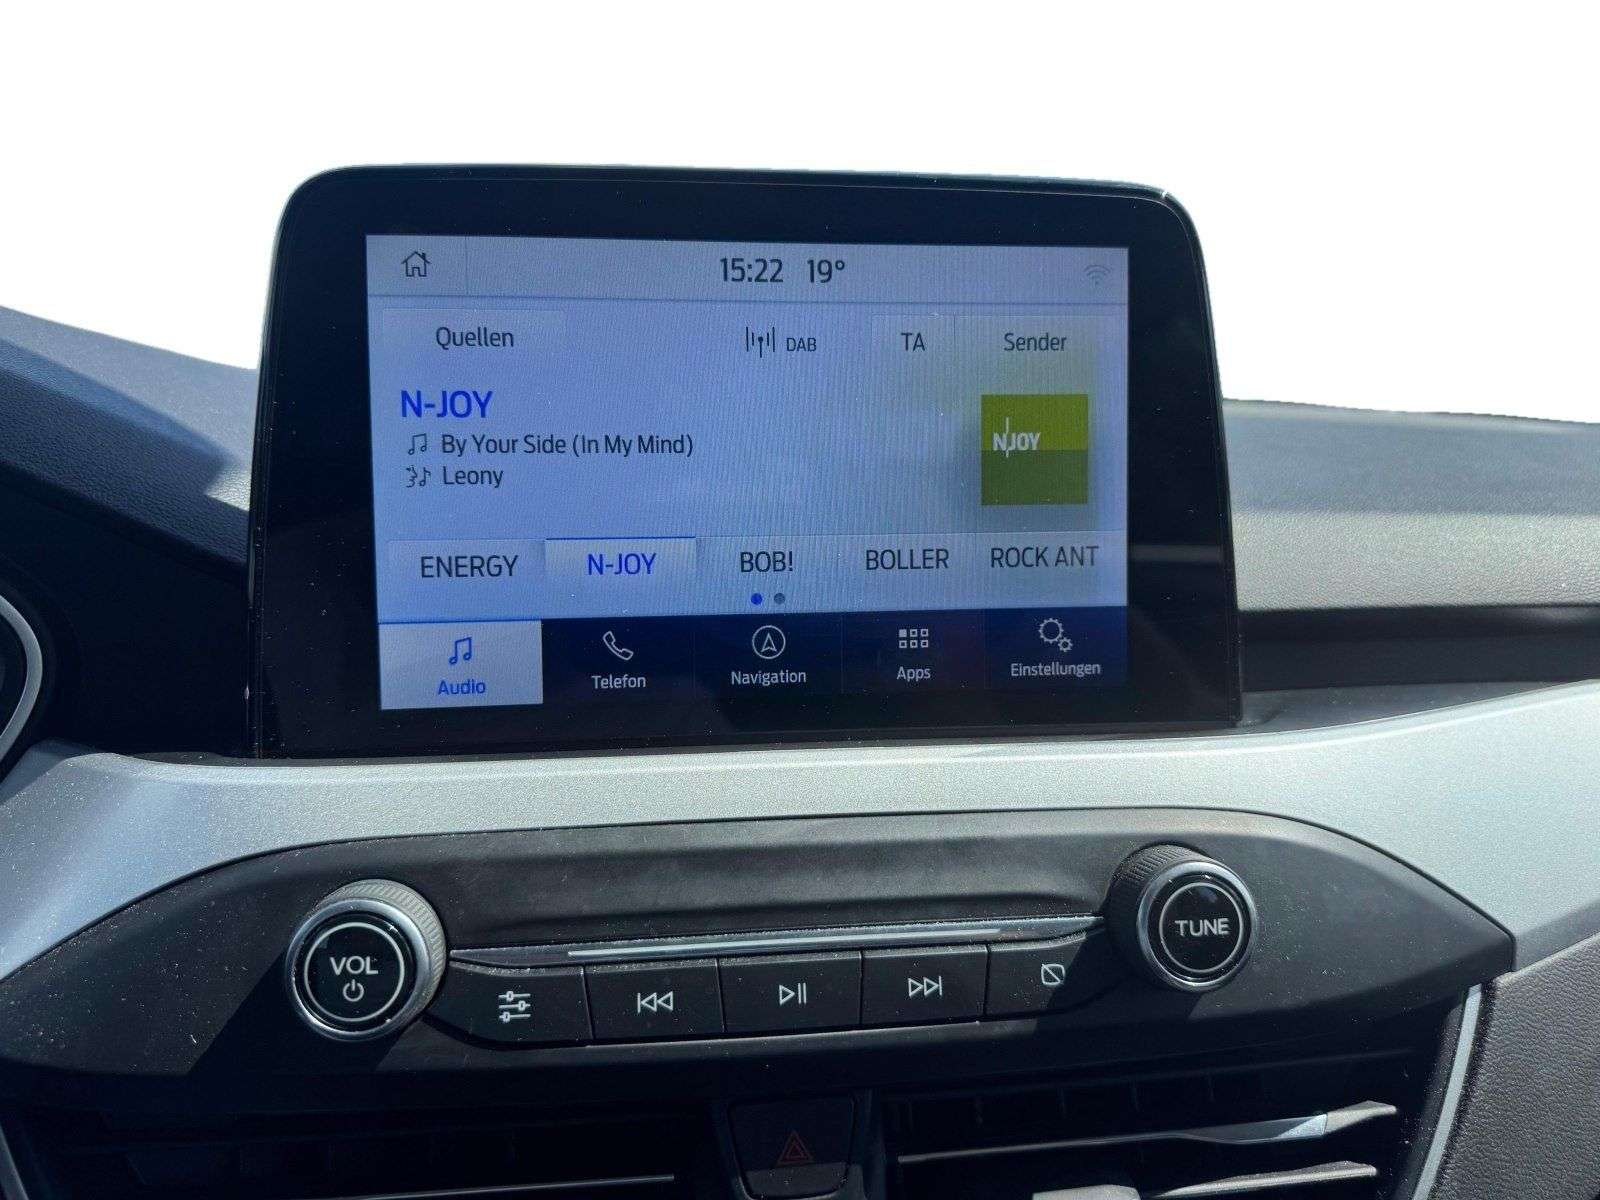 15:22 19°
Quellen DAB TA Sender
N-JOY
By Your Side (In My Mind)
Leony
N-JOY
ENERGY N-JOY BOB! BOLLER ROCK ANT
Audio Telefon Navigation Apps Einstellungen
VOL TUNE